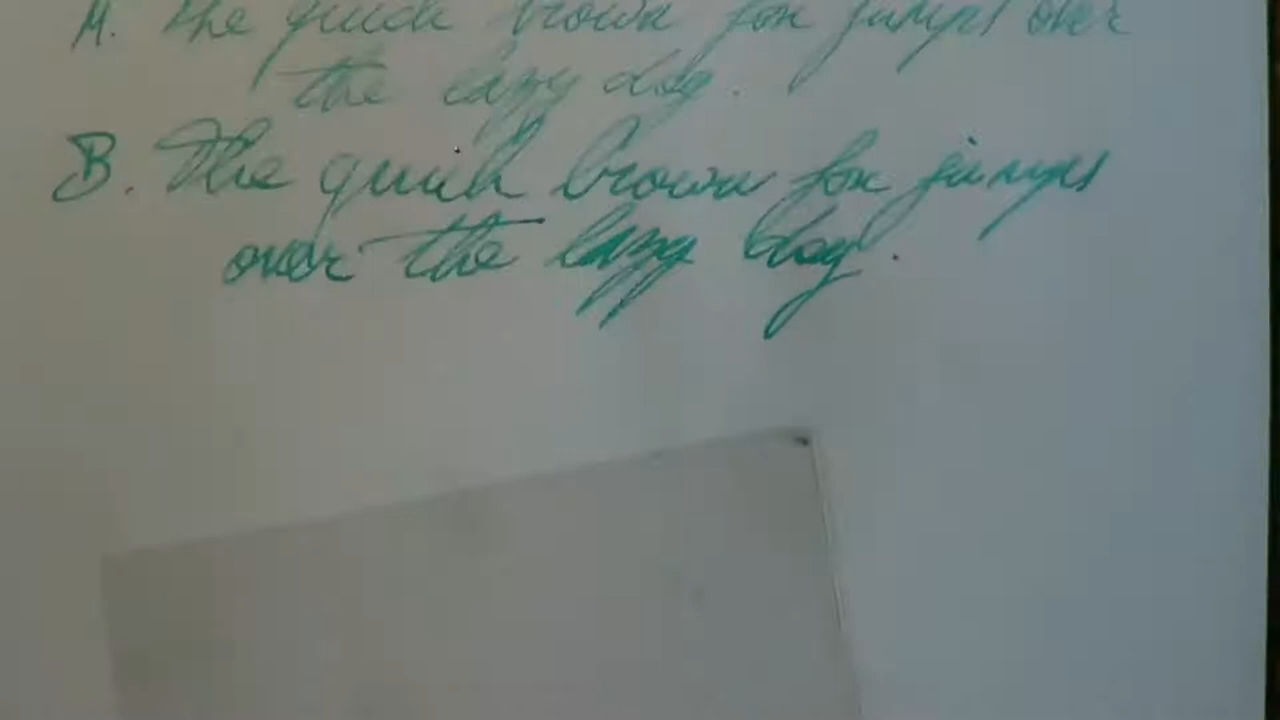 A. The quick brown fox jumps over
the lazy dog.
B. The quick brown fox jumps
over the lazy dog.